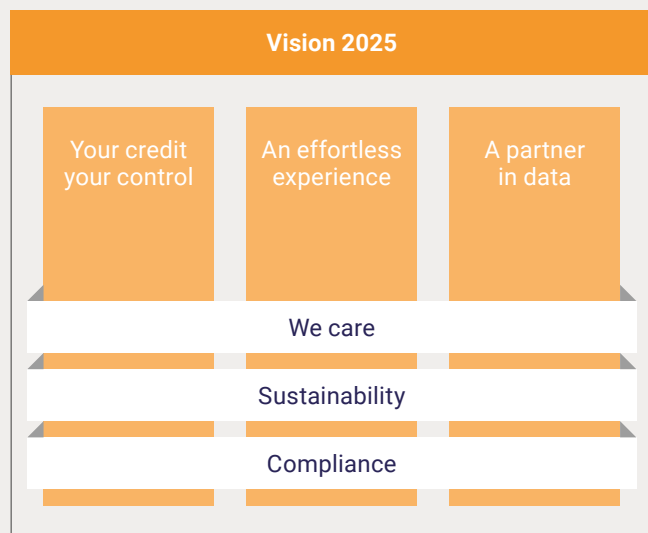 Vision 2025
Your credit
your control
An effortless
experience
A partner
in data
We care
Sustainability
Compliance